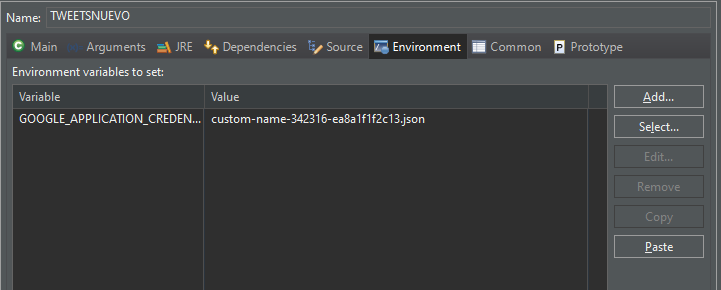 Name: TWEETSNUEVO
Main Arguments JRE Dependencies Source Environment Common Prototype
Environment variables to set:
Variable Value
GOOGLE_APPLICATION_CREDEN... custom-name-342316-ea8a1f1f2c13.json
Add...
Select...
Edit...
Remove
Copy
Paste